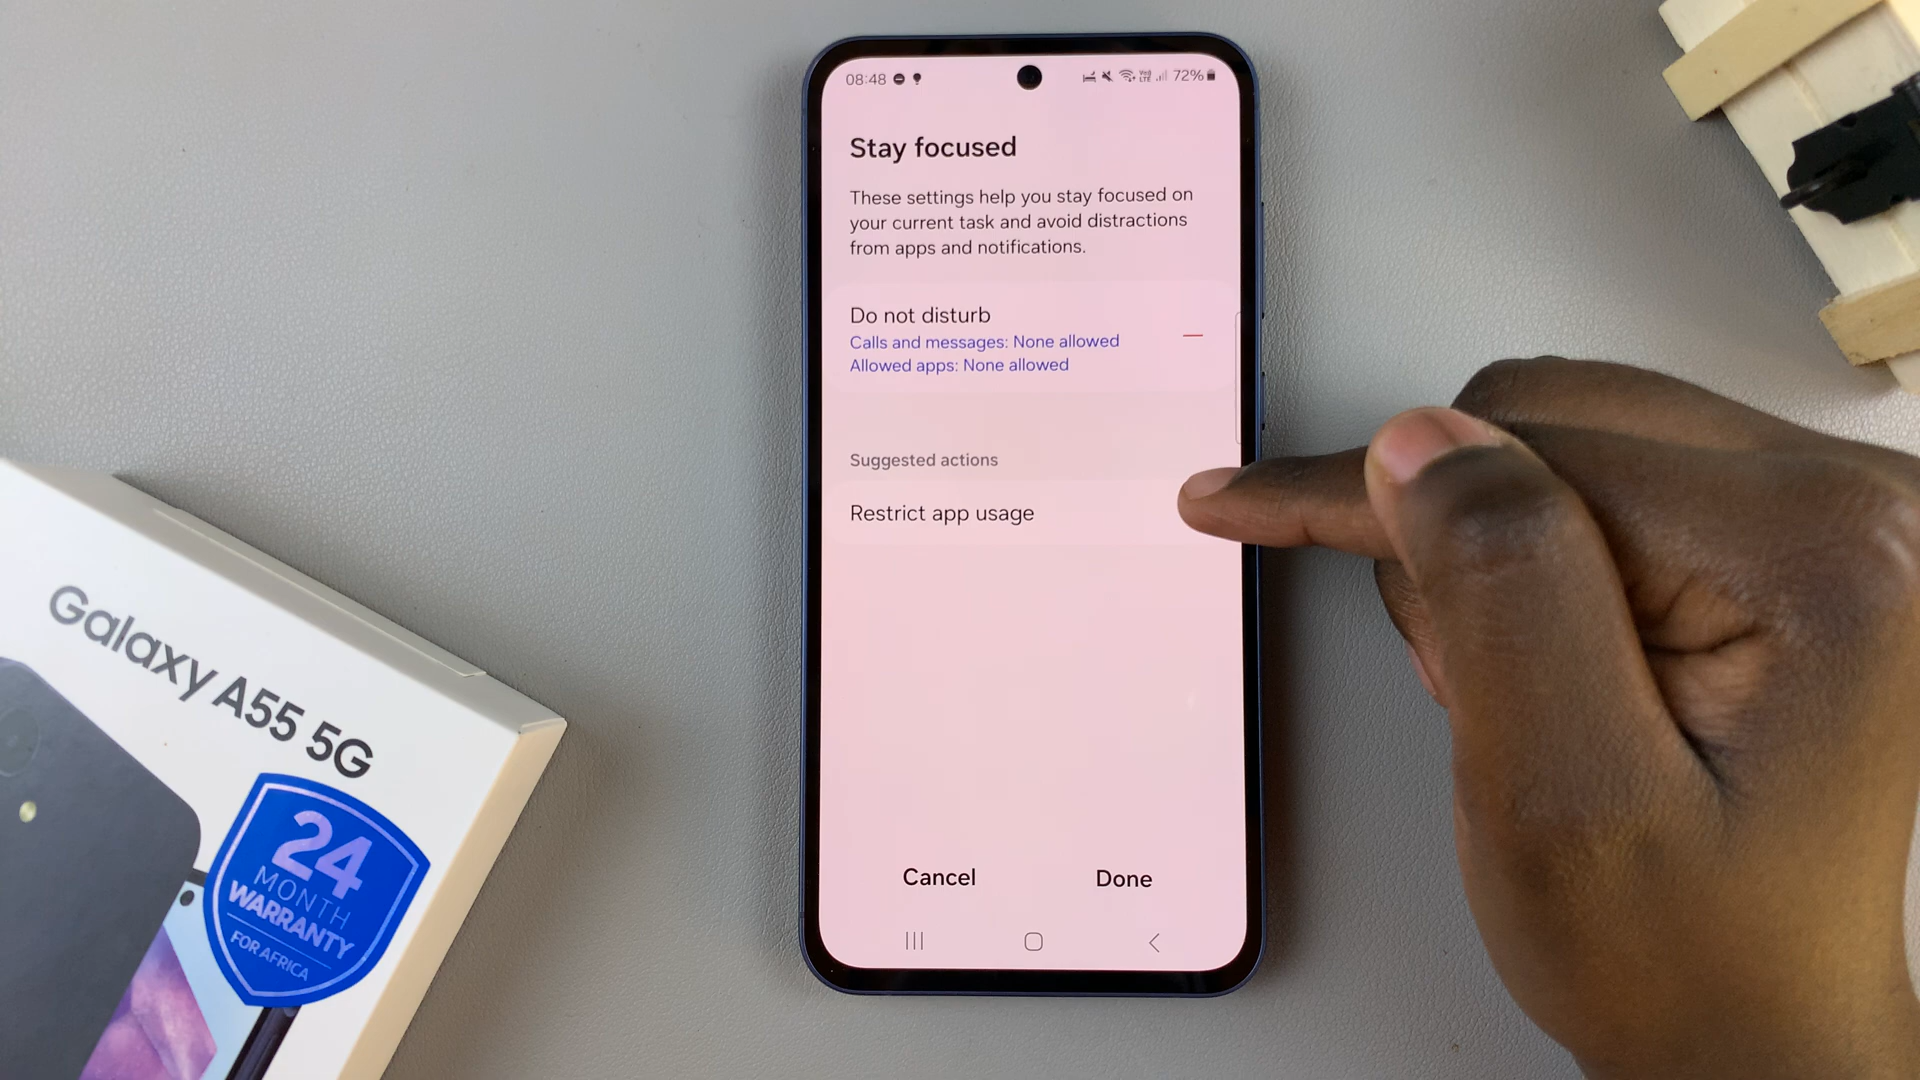 08:48
72%
Stay focused
These settings help you stay focused on
your current task and avoid distractions
from apps and notifications.
Do not disturb
Calls and messages: None allowed
Allowed apps: None allowed
Suggested actions
Restrict app usage
Cancel
Done
Galaxy A55 5G
24
MONTH
WARRANTY
FOR AFRICA